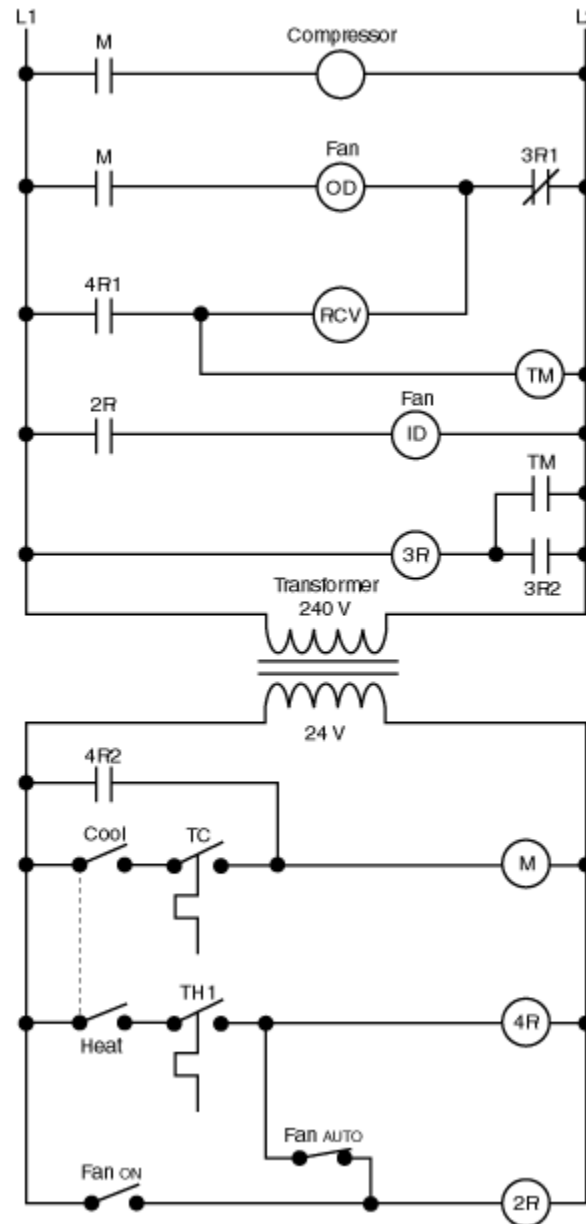 L1
M
Compressor
M
Fan
OD
3R1
4R1
RCV
TM
2R
Fan
ID
TM
3R
3R2
Transformer
240 V
24 V
4R2
Cool
TC
M
TH1
Heat
4R
Fan AUTO
Fan ON
2R